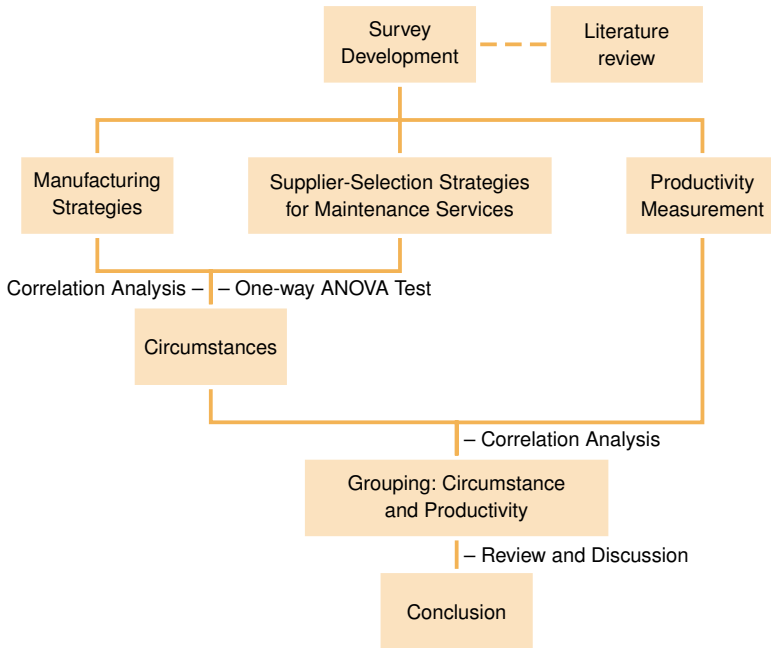 Survey
Development
Literature
review
Manufacturing
Strategies
Supplier-Selection Strategies
for Maintenance Services
Productivity
Measurement
Correlation Analysis –
– One-way ANOVA Test
Circumstances
– Correlation Analysis
Grouping: Circumstance
and Productivity
– Review and Discussion
Conclusion